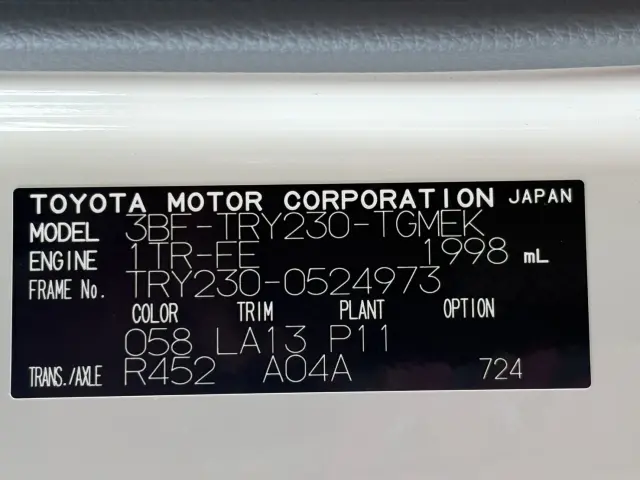 TOYOTA MOTOR CORPORATION JAPAN
MODEL 3BF-TRY230-TGMEK
ENGINE 1TR-FE 1998 mL
FRAME No. TRY230-0524973
COLOR TRIM PLANT OPTION
058 LA13 P11
TRANS./AXLE R452 A04A 724